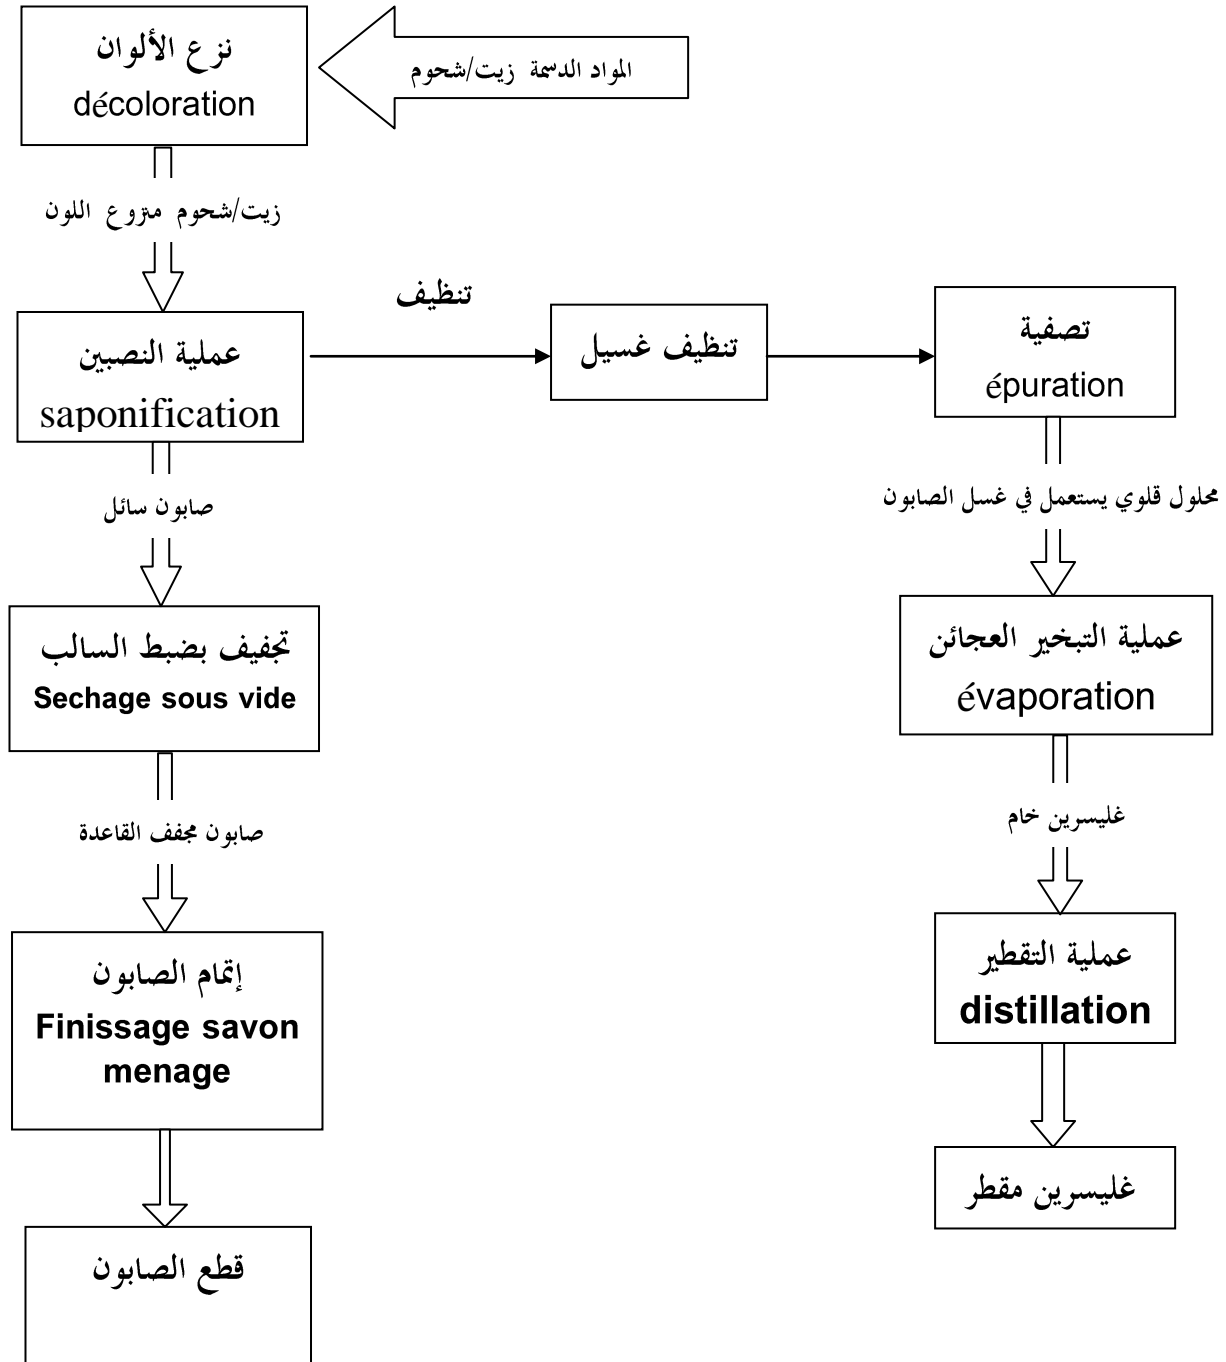 نزع الألوان
décoloration
المواد الدسمة زيت/شحوم
زيت/شحوم منزوع اللون
عملية النصبين
saponification
تنظيف
تنظيف غسيل
تصفية
épuration
صابون سائل
محلول قلوي يستعمل في غسل الصابون
تجفيف بضبط السالب
Sechage sous vide
عملية التبخير العجائن
évaporation
صابون مجفف القاعدة
غليسرين خام
إتمام الصابون
Finissage savon
menage
عملية التقطير
distillation
غليسرين مقطر
قطع الصابون